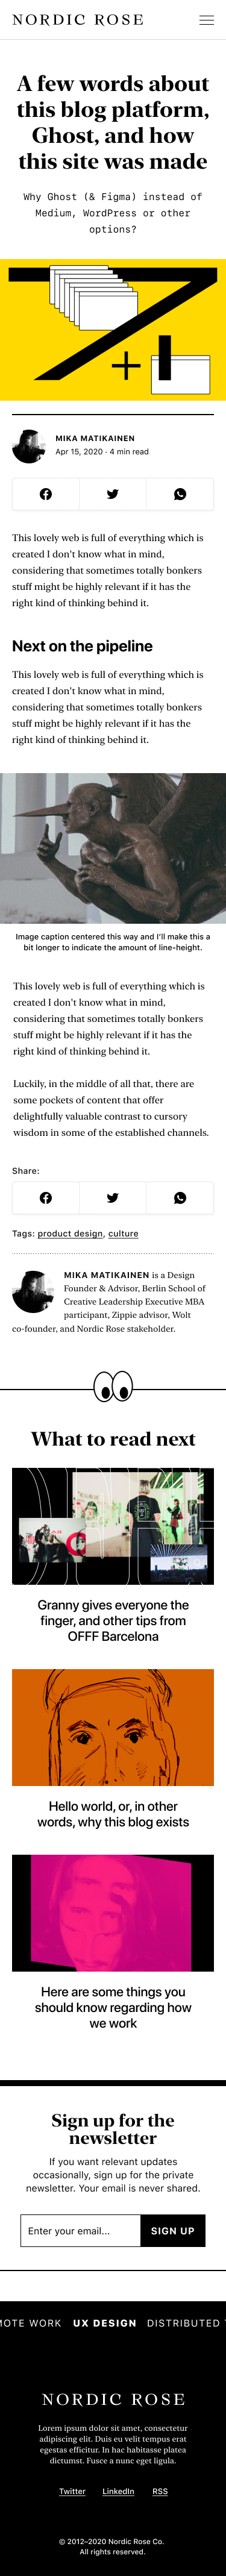 NORDIC ROSE
A few words about
this blog platform,
Ghost, and how
this site was made
Why Ghost (& Figma) instead of
Medium, WordPress or other
options?
MIKA MATIKAINEN
Apr 15, 2020 · 4 min read
This lovely web is full of everything which is
created I don't know what in mind,
considering that sometimes totally bonkers
stuff might be highly relevant if it has the
right kind of thinking behind it.
Next on the pipeline
This lovely web is full of everything which is
created I don't know what in mind,
considering that sometimes totally bonkers
stuff might be highly relevant if it has the
right kind of thinking behind it.
Image caption centered this way and I'll make this a
bit longer to indicate the amount of line-height.
This lovely web is full of everything which is
created I don't know what in mind,
considering that sometimes totally bonkers
stuff might be highly relevant if it has the
right kind of thinking behind it.
Luckily, in the middle of all that, there are
some pockets of content that offer
delightfully valuable contrast to cursory
wisdom in some of the established channels.
Share:
Tags: product design, culture
MIKA MATIKAINEN is a Design
Founder & Advisor, Berlin School of
Creative Leadership Executive MBA
participant, Zippie advisor, Wolt
co-founder, and Nordic Rose stakeholder.
What to read next
Granny gives everyone the
finger, and other tips from
OFFF Barcelona
Hello world, or, in other
words, why this blog exists
Here are some things you
should know regarding how
we work
Sign up for the
newsletter
If you want relevant updates
occasionally, sign up for the private
newsletter. Your email is never shared.
Enter your email... SIGN UP
MOTE WORK UX DESIGN DISTRIBUTED
NORDIC ROSE
Lorem ipsum dolor sit amet, consectetur
adipiscing elit. Duis eu velit tempus erat
egestas efficitur. In hac habitasse platea
dictumst. Fusce a nunc eget ligula.
Twitter LinkedIn RSS
© 2012–2020 Nordic Rose Co.
All rights reserved.